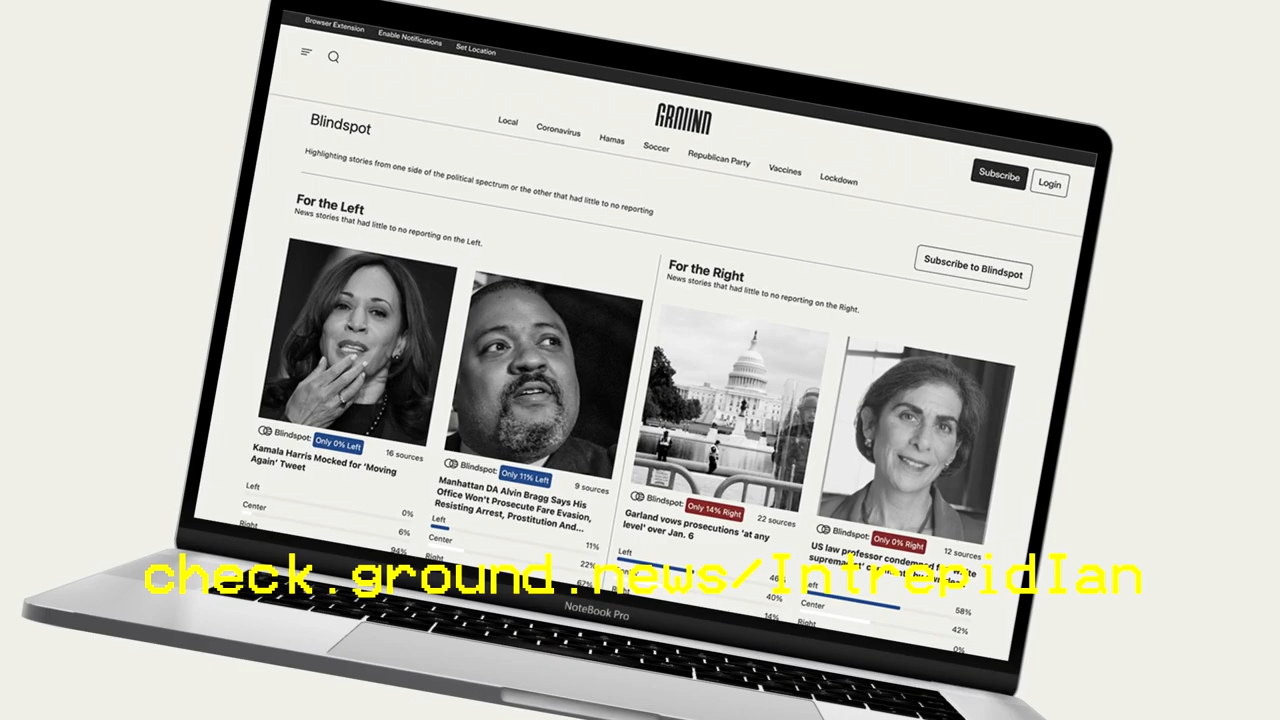 Browser Extension
Enable Notifications
Set Location
GROUND
Local
Coronavirus
Hamas
Soccer
Republican Party
Vaccines
Lockdown
Subscribe
Login
Blindspot
Highlighting stories from one side of the political spectrum or the other that had little to no reporting
Subscribe to Blindspot
For the Left
News stories that had little to no reporting on the Left.
Blindspot: Only 0% Left
16 sources
Kamala Harris Mocked for ‘Moving
Again’ Tweet
Left
0%
Center
6%
Right
94%
Blindspot: Only 11% Left
9 sources
Manhattan DA Alvin Bragg Says His
Office Won’t Prosecute Fare Evasion,
Resisting Arrest, Prostitution And...
Left
11%
Center
22%
Right
67%
For the Right
News stories that had little to no reporting on the Right.
Blindspot: Only 14% Right
22 sources
Garland vows prosecutions 'at any
level' over Jan. 6
Left
46%
40%
14%
Blindspot: Only 0% Right
12 sources
US law professor condemned for
Left
58%
Center
42%
Right
0%
check.ground.news/IntrepidIan
NoteBook Pro